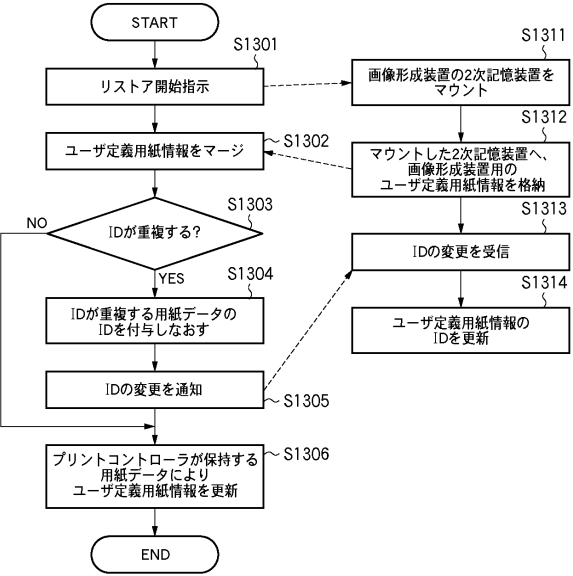 START
S1301
リストア開始指示
S1302
ユーザ定義用紙情報をマージ
S1303
IDが重複する?
NO
YES
S1304
IDが重複する用紙データの
IDを付与しなおす
IDの変更を通知
S1305
プリントコントローラが保持する
用紙データにより
ユーザ定義用紙情報を更新
S1306
END
S1311
画像形成装置の2次記憶装置を
マウント
S1312
マウントした2次記憶装置へ、
画像形成装置用の
ユーザ定義用紙情報を格納
S1313
IDの変更を受信
S1314
ユーザ定義用紙情報の
IDを更新